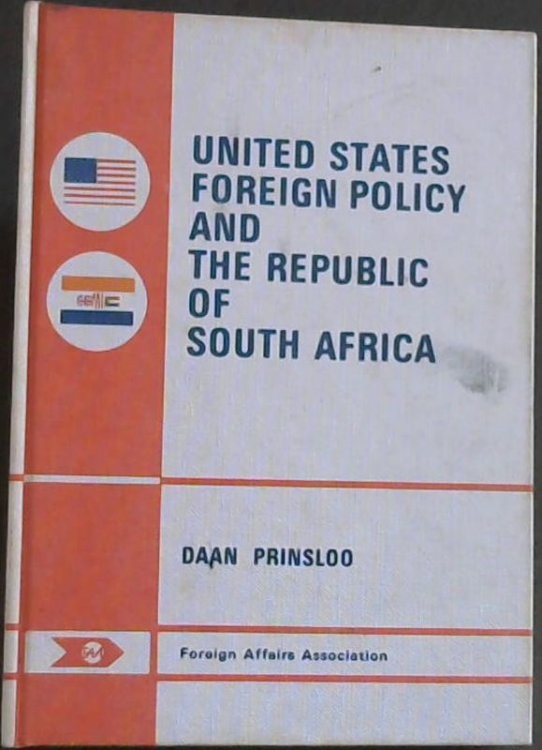 UNITED STATES
FOREIGN POLICY
AND
THE REPUBLIC
OF
SOUTH AFRICA
DAAN PRINSLOO
Foreign Affairs Association